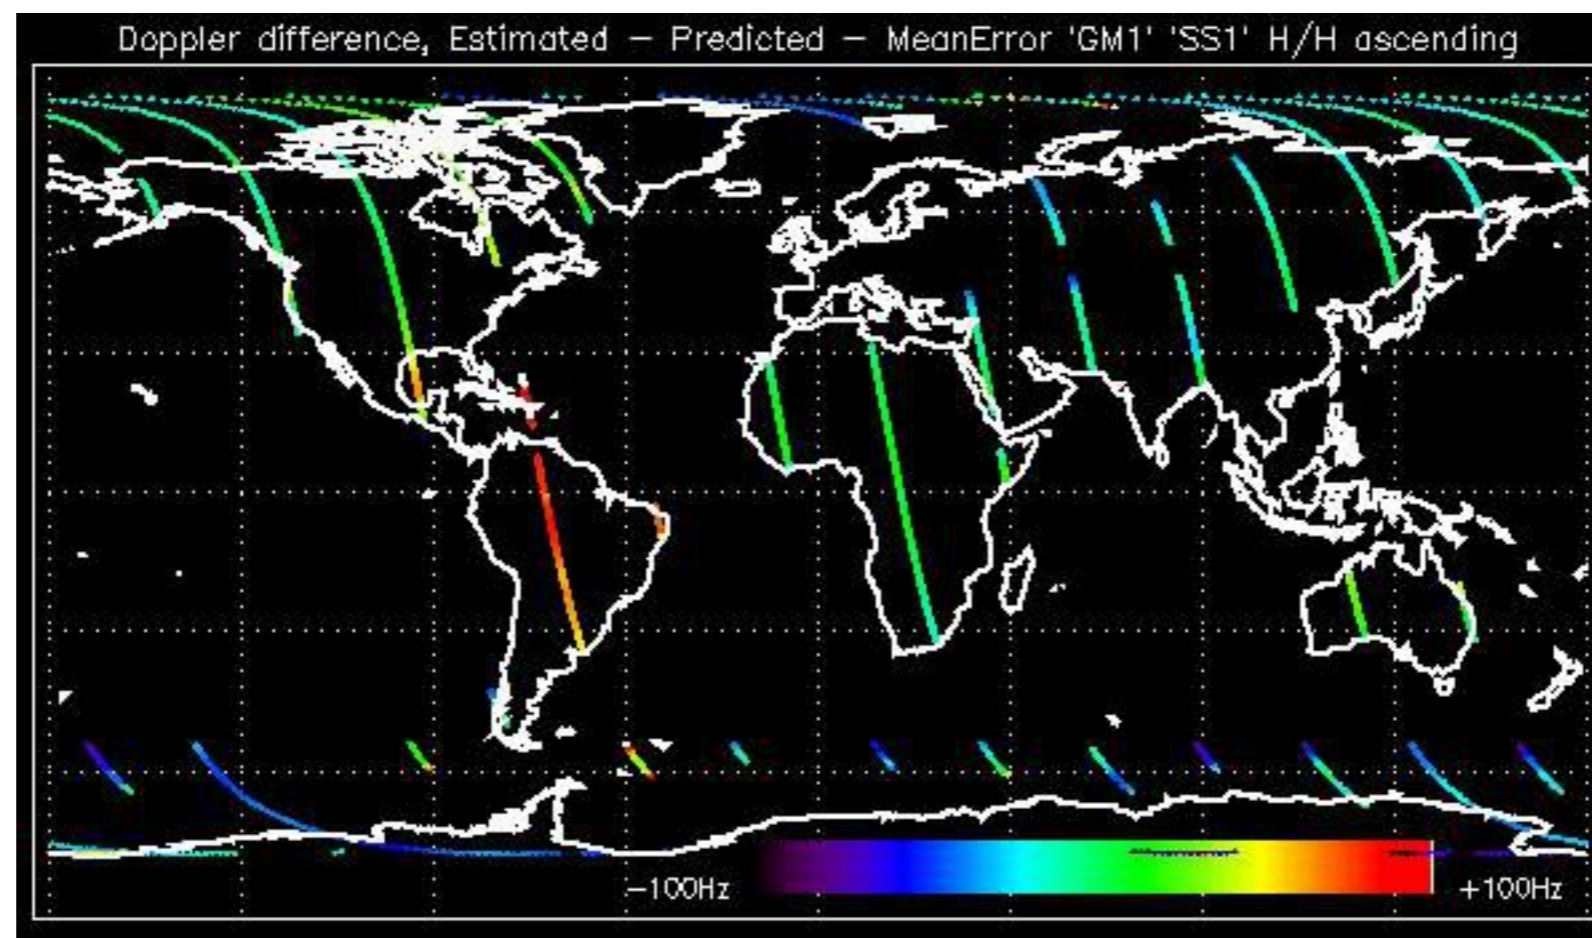 Doppler difference, Estimated - Predicted - MeanError 'GM1' 'SS1' H/H ascending
-100Hz
+100Hz